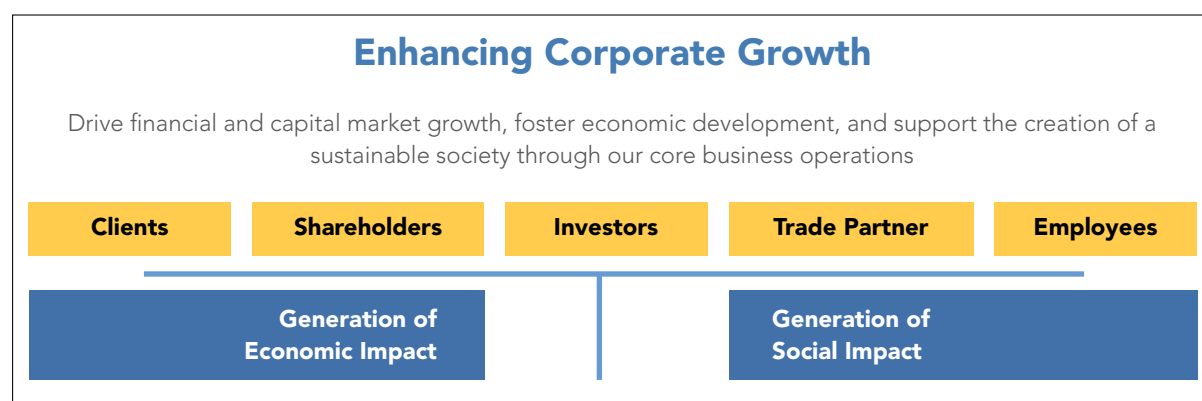 Enhancing Corporate Growth
Drive financial and capital market growth, foster economic development, and support the creation of a
sustainable society through our core business operations
Clients
Shareholders
Investors
Trade Partner
Employees
Generation of
Economic Impact
Generation of
Social Impact